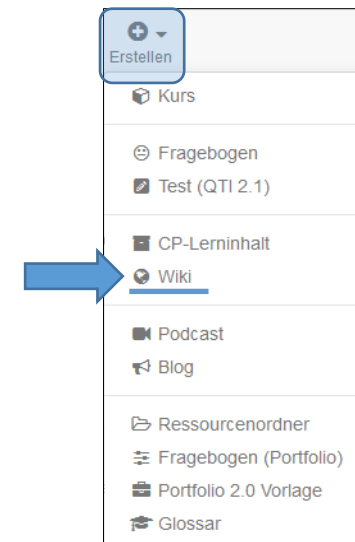 Erstellen
Kurs
Fragebogen
Test (QTI 2.1)
CP-Lerninhalt
Wiki
Podcast
Blog
Ressourcenordner
Fragebogen (Portfolio)
Portfolio 2.0 Vorlage
Glossar